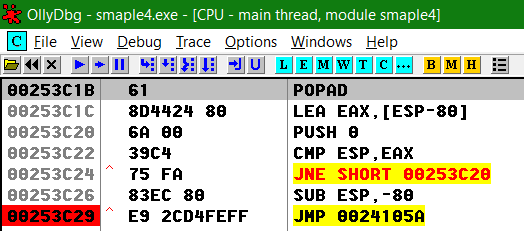 OllyDbg - smaple4.exe - [CPU - main thread, module smaple4]
C File View Debug Trace Options Windows Help
L E M W T C ... B M H
00253C1B 61 POPAD
00253C1C 8D4424 80 LEA EAX,[ESP-80]
00253C20 6A 00 PUSH 0
00253C22 39C4 CMP ESP,EAX
00253C24 ^ 75 FA JNE SHORT 00253C20
00253C26 83EC 80 SUB ESP,-80
00253C29 ^ E9 2CD4FEFF JMP 0024105A